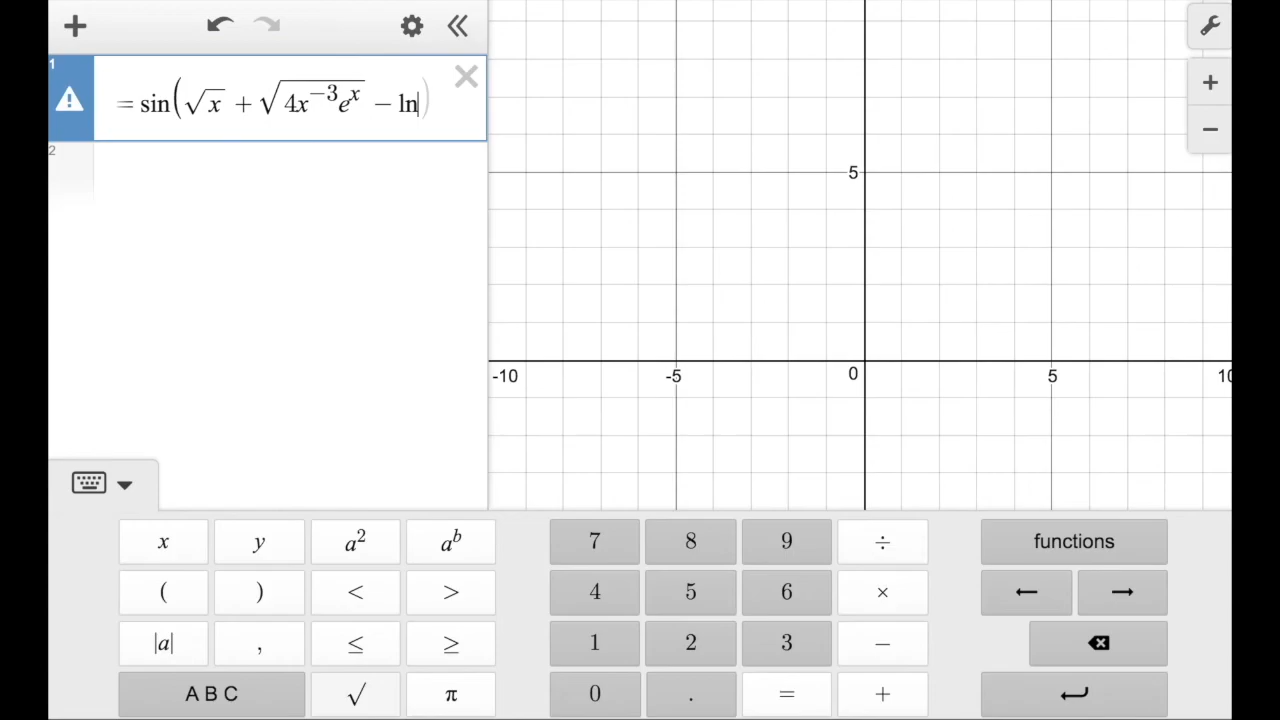 1
= sin(√x + √4x⁻³eˣ − ln)
2
5
-10 -5 0 5 10
x y a² aᵇ 7 8 9 ÷ functions
( ) < > 4 5 6 × ← →
|a| , ≤ ≥ 1 2 3 −
A B C √ π 0 . = +